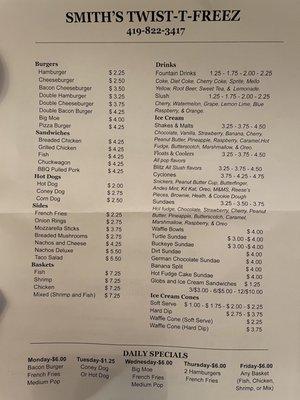 SMITH'S TWIST-T-FREEZ
419-822-3417
Burgers
Hamburger $ 2.25
Cheeseburger $ 2.50
Bacon Cheeseburger $ 3.50
Double Hamburger $ 3.25
Double Cheeseburger $ 3.75
Double Bacon Burger $ 4.25
Big Moe $ 4.00
Pizza Burger $ 4.25
Sandwiches
Breaded Chicken $ 4.25
Grilled Chicken $ 4.25
Fish $ 4.25
Chuckwagon $ 4.25
BBQ Pulled Pork $ 4.25
Hot Dogs
Hot Dog $ 2.00
Coney Dog $ 2.75
Corn Dog $ 2.50
Sides
French Fries $ 2.25
Onion Rings $ 2.75
Mozzarella Sticks $ 3.75
Breaded Mushrooms $ 2.75
Nachos and Cheese $ 4.25
Nachos Deluxe $ 5.50
Taco Salad $ 5.50
Baskets
Fish $ 7.25
Shrimp $ 7.25
Chicken $ 7.25
Mixed (Shrimp and Fish) $ 7.75
Drinks
Fountain Drinks 1.25 - 1.75 - 2.00 - 2.25
Coke, Diet Coke, Cherry Coke, Sprite, Mello
Yellow, Root Beer, Sweet Tea, & Lemonade.
Slush 1.25 - 1.75 - 2.00 - 2.25
Cherry, Watermelon, Grape, Lemon Lime, Blue
Raspberry, & Orange.
Ice Cream
Shakes & Malts 3.25 - 3.75 - 4.50
Chocolate, Vanilla, Strawberry, Banana, Cherry,
Peanut Butter, Pineapple, Raspberry, Caramel, Hot
Fudge, Butterscotch, Marshmallow, & Oreo.
Floats & Coolers 3.25 - 3.75 - 4.50
All pop flavors
Blitz All Slush flavors 3.25 - 3.75 - 4.50
Cyclones 3.75 - 4.25 - 4.75
Snickers, Peanut Butter Cup, Butterfinger,
Andes Mint, Kit Kat, Oreo, M&MS, Reese's
Pieces, Brownie, Heath, & Cookie Dough
Sundaes 3.25 - 3.50 - 3.75
Hot fudge, Chocolate, Strawberry, Cherry, Peanut
Butter, Pineapple, Butterscotch, Caramel,
Marshmallow, Raspberry, & Oreo
Waffle Bowl $ 4.00
Turtle Sundae $ 3.00 - $ 4.00
Buckeye Sundae $ 3.00 - $ 4.00
Dirt Sundae $ 4.00
German Chocolate Sundae $ 4.00
Banana Split $ 4.00
Hot Fudge Cake Sundae $ 4.00
Globs and Ice Cream Sandwiches $ 1.25
3/$3.00 - 6/$5.00 - 12/$10.00
Ice Cream Cones
Soft Serve $ 1.00 - $ 1.75 - $ 2.00 - $ 2.25
Hard Dip $ 2.75 - $ 3.75
Waffle Cone (Soft Serve) $ 2.25
Waffle Cone (Hard Dip) $ 3.75
DAILY SPECIALS
Monday-$6.00
Bacon Burger
French Fries
Medium Pop
Tuesday-$1.25
Coney Dog
Or Hot Dog
Wednesday-$6.00
Big Moe
French Fries
Medium Pop
Thursday-$6.00
2 Hamburgers
French Fries
Friday-$6.00
Any Basket
(Fish, Chicken,
Shrimp, or Mix)